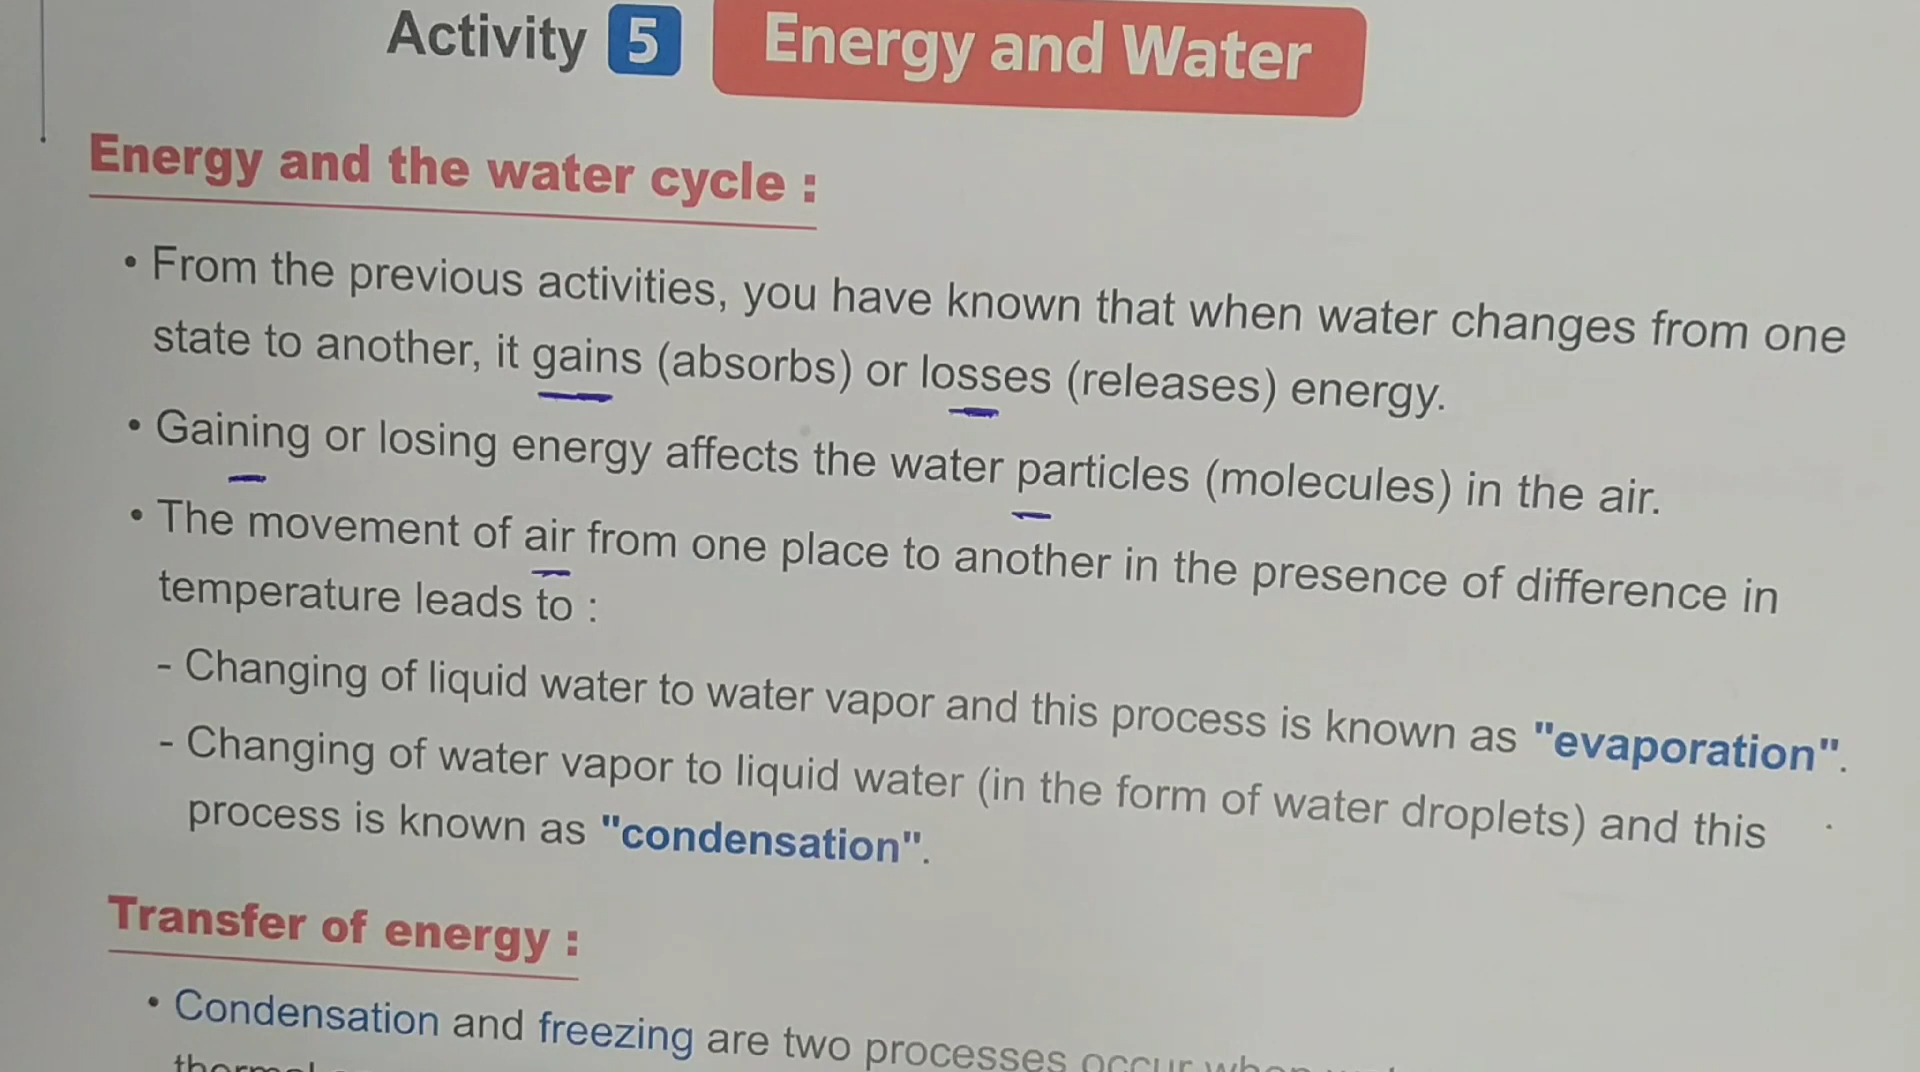 Activity 5 Energy and Water
Energy and the water cycle :
• From the previous activities, you have known that when water changes from one
state to another, it gains (absorbs) or losses (releases) energy.
• Gaining or losing energy affects the water particles (molecules) in the air.
• The movement of air from one place to another in the presence of difference in
temperature leads to :
- Changing of liquid water to water vapor and this process is known as "evaporation".
- Changing of water vapor to liquid water (in the form of water droplets) and this
process is known as "condensation".
Transfer of energy :
• Condensation and freezing are two processes occur